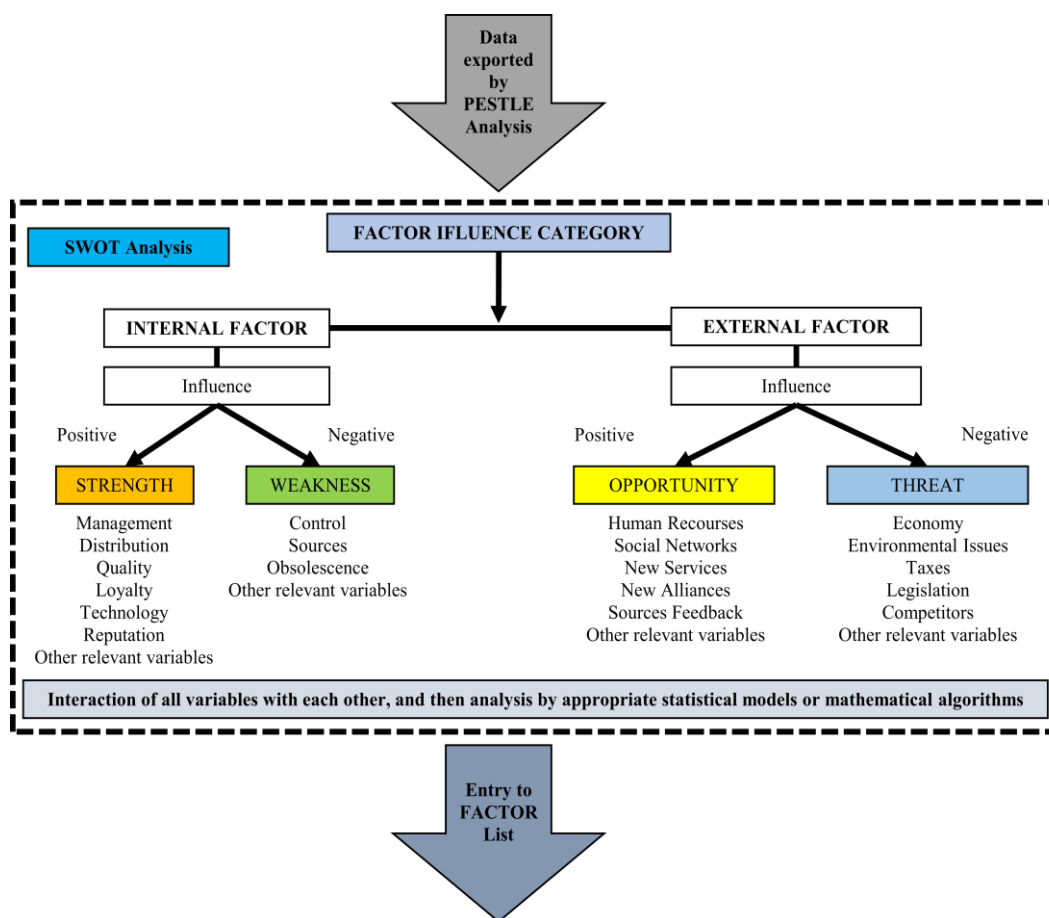 Data
exported
by
PESTLE
Analysis
FACTOR IFLUENCE CATEGORY
SWOT Analysis
INTERNAL FACTOR
EXTERNAL FACTOR
Influence
Influence
Positive
Negative
Positive
Negative
STRENGTH
WEAKNESS
OPPORTUNITY
THREAT
Management
Distribution
Quality
Loyalty
Technology
Reputation
Other relevant variables
Control
Sources
Obsolescence
Other relevant variables
Human Recourses
Social Networks
New Services
New Alliances
Sources Feedback
Other relevant variables
Economy
Environmental Issues
Taxes
Legislation
Competitors
Other relevant variables
Interaction of all variables with each other, and then analysis by appropriate statistical models or mathematical algorithms
Entry to
FACTOR
List